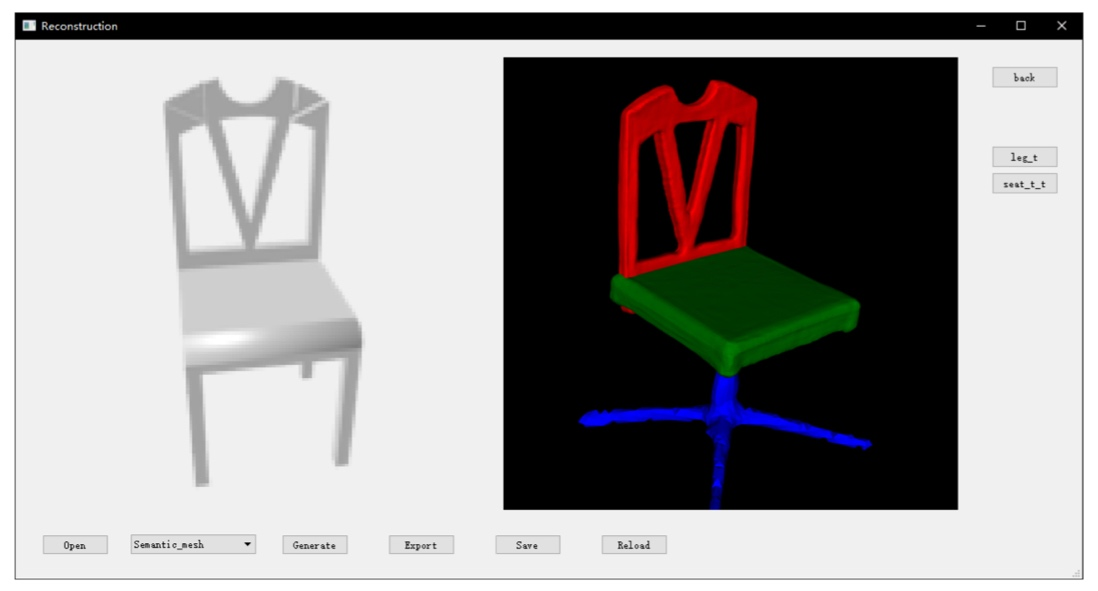 Reconstruction
back
leg_t
seat_t_t
Open
Semantic_mesh
Generate
Export
Save
Reload